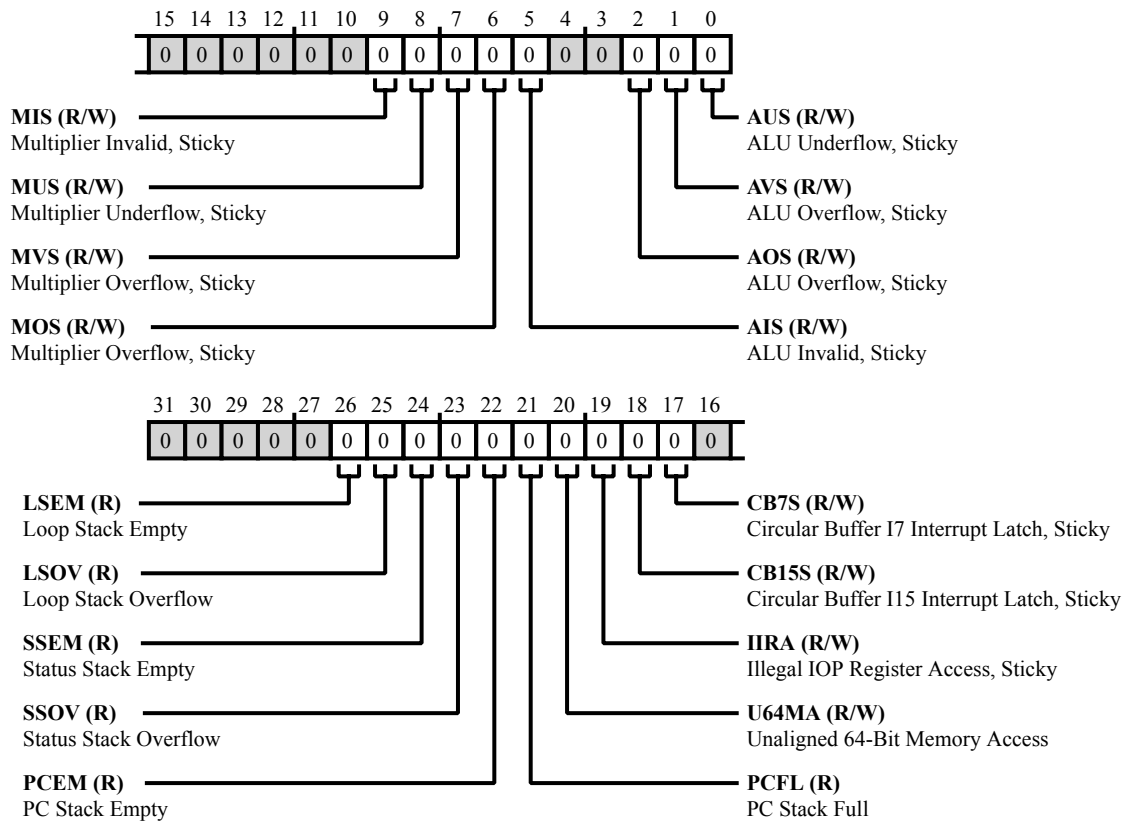 15 14 13 12 11 10 9 8 7 6 5 4 3 2 1 0
0 0 0 0 0 0 0 0 0 0 0 0 0 0 0 0
MIS (R/W)
Multiplier Invalid, Sticky
MUS (R/W)
Multiplier Underflow, Sticky
MVS (R/W)
Multiplier Overflow, Sticky
MOS (R/W)
Multiplier Overflow, Sticky
AUS (R/W)
ALU Underflow, Sticky
AVS (R/W)
ALU Overflow, Sticky
AOS (R/W)
ALU Overflow, Sticky
AIS (R/W)
ALU Invalid, Sticky
31 30 29 28 27 26 25 24 23 22 21 20 19 18 17 16
0 0 0 0 0 0 0 0 0 0 0 0 0 0 0 0
LSEM (R)
Loop Stack Empty
LSOV (R)
Loop Stack Overflow
SSEM (R)
Status Stack Empty
SSOV (R)
Status Stack Overflow
PCEM (R)
PC Stack Empty
CB7S (R/W)
Circular Buffer I7 Interrupt Latch, Sticky
CB15S (R/W)
Circular Buffer I15 Interrupt Latch, Sticky
IIRA (R/W)
Illegal IOP Register Access, Sticky
U64MA (R/W)
Unaligned 64-Bit Memory Access
PCFL (R)
PC Stack Full